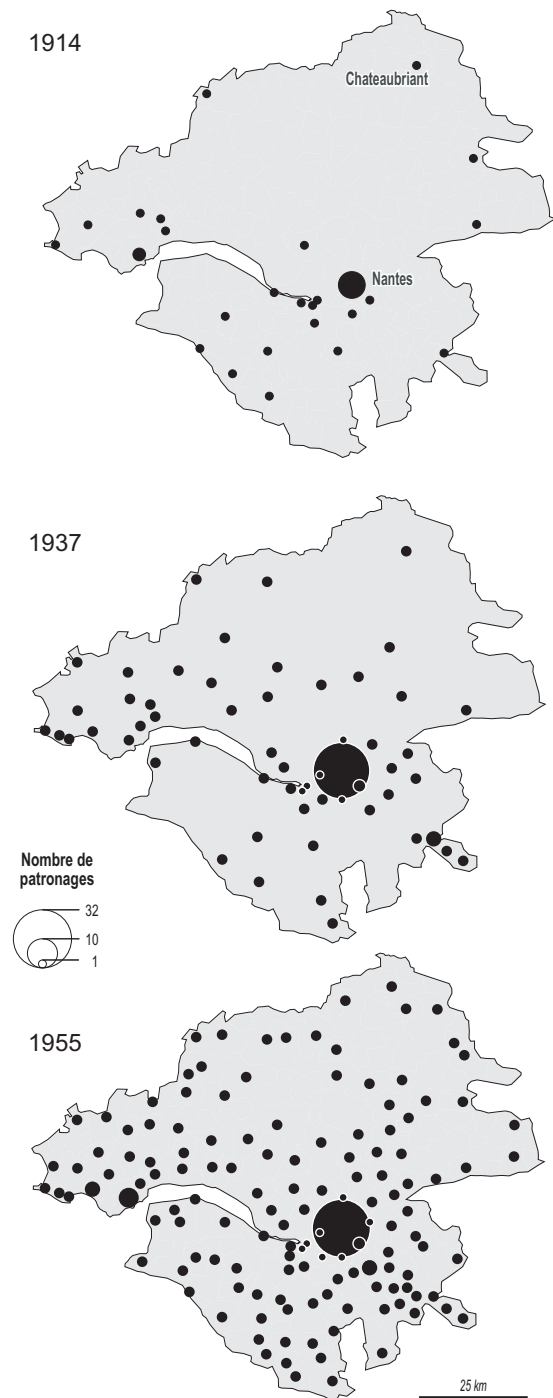 1914
Chateaubriant
Nantes
1937
Nombre de
patronages
32
10
1
1955
25 km